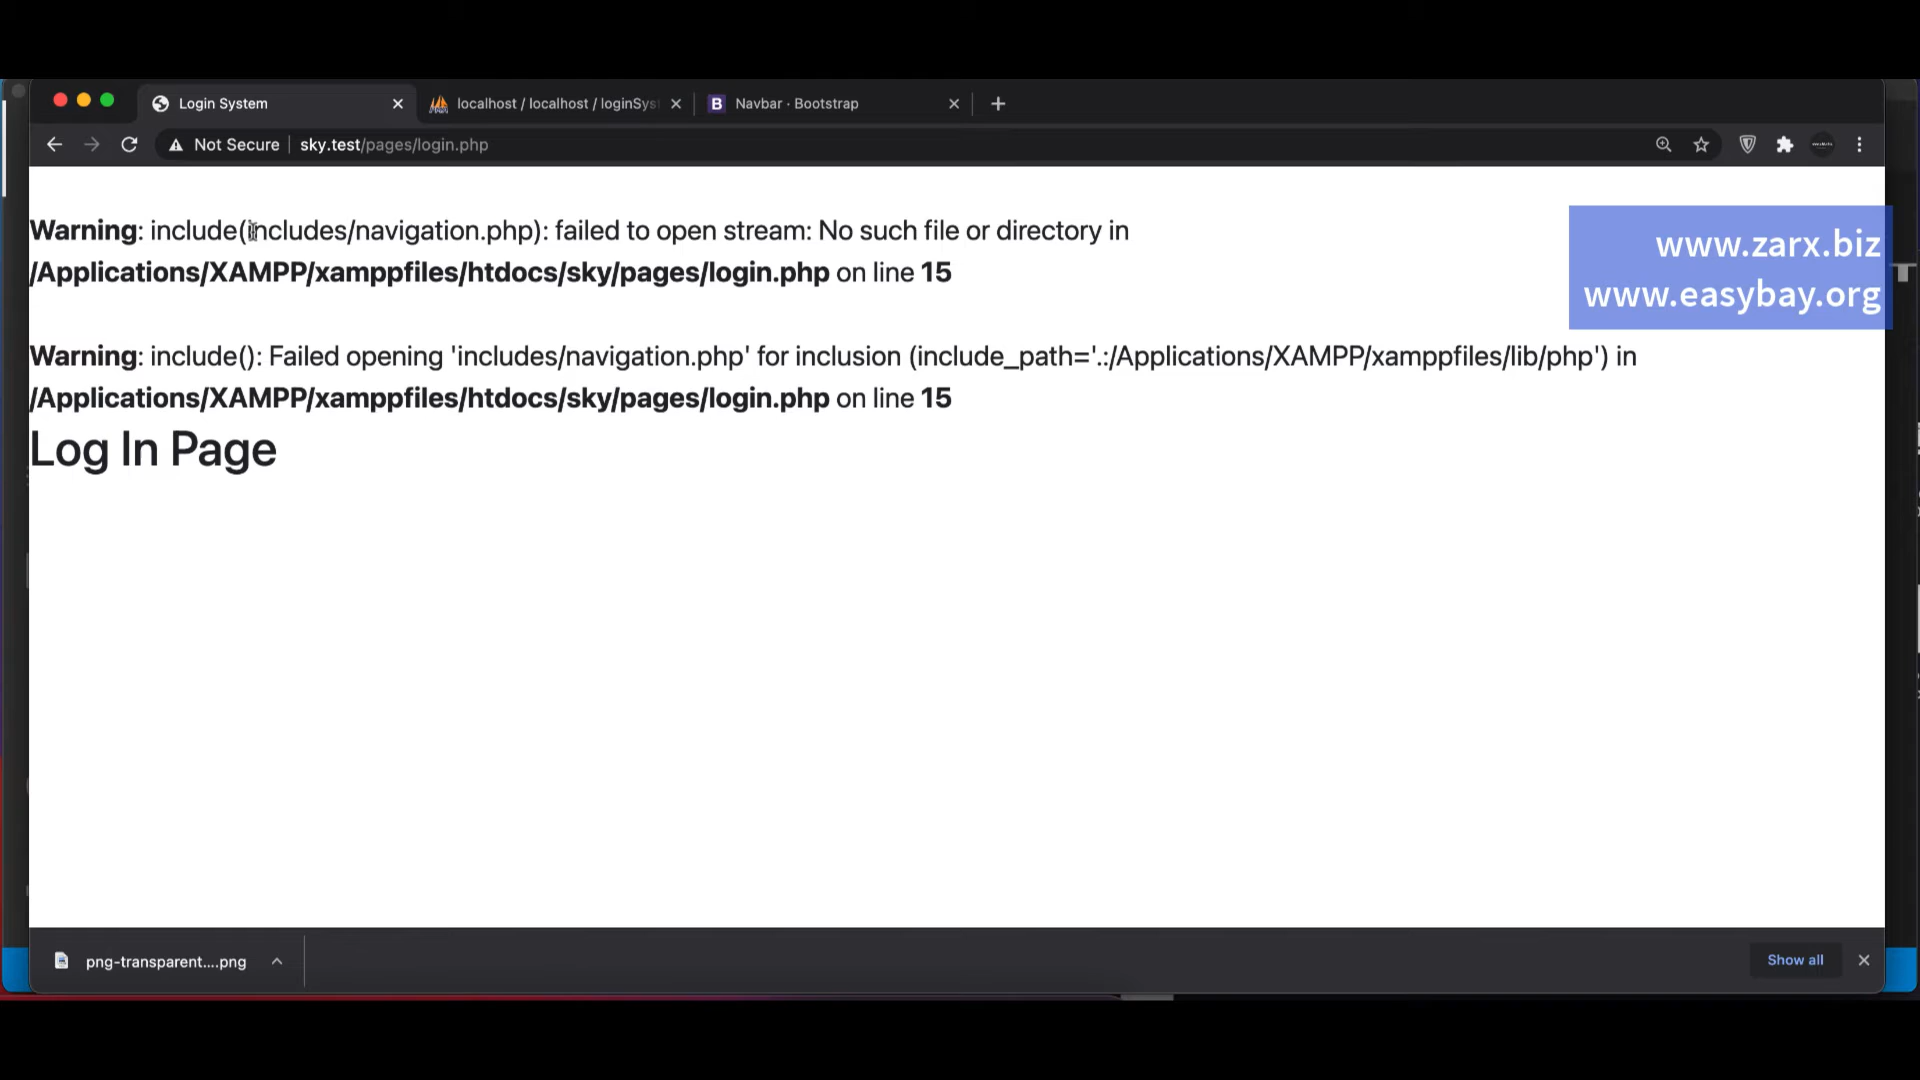 Login System
localhost / localhost / loginSys
Navbar · Bootstrap
Not Secure
sky.test/pages/login.php
Warning: include(includes/navigation.php): failed to open stream: No such file or directory in
/Applications/XAMPP/xamppfiles/htdocs/sky/pages/login.php on line 15
www.zarx.biz
www.easybay.org
Warning: include(): Failed opening 'includes/navigation.php' for inclusion (include_path='.:/Applications/XAMPP/xamppfiles/lib/php') in
/Applications/XAMPP/xamppfiles/htdocs/sky/pages/login.php on line 15
Log In Page
png-transparent....png
Show all